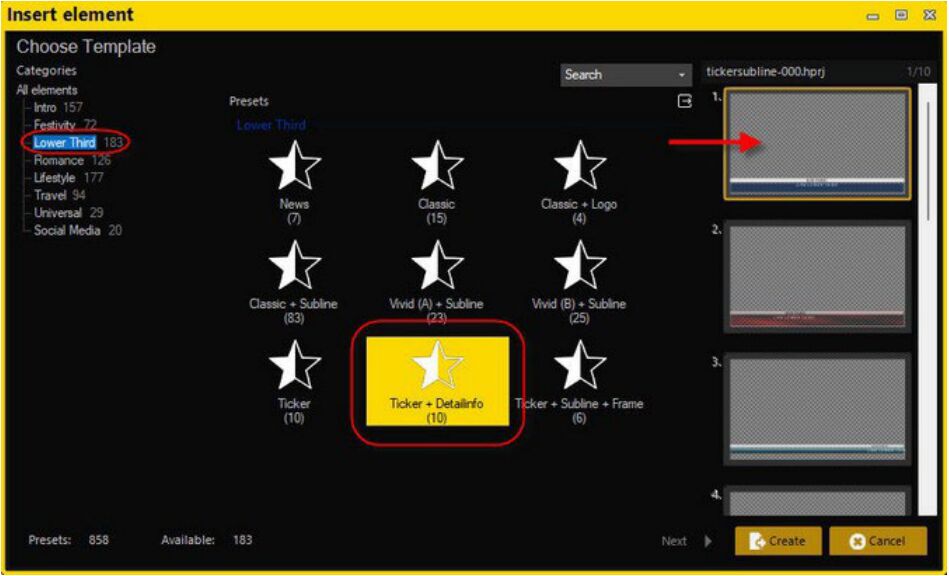 Insert element
Choose Template
Categories
All elements
Intro 157
Festivity 72
Lower Third 183
Romance 126
Lifestyle 177
Travel 94
Universal 29
Social Media 20
Search
Presets
Lower Third
News
(7)
Classic
(15)
Classic + Logo
(4)
Classic + Subline
(83)
Vivid (A) + Subline
(23)
Vivid (B) + Subline
(25)
Ticker
(10)
Ticker + Detailinfo
(10)
Ticker + Subline + Frame
(6)
tickersubline-000.hprj 1/10
1.
2.
3.
4.
Presets: 858 Available: 183
Next
Create
Cancel